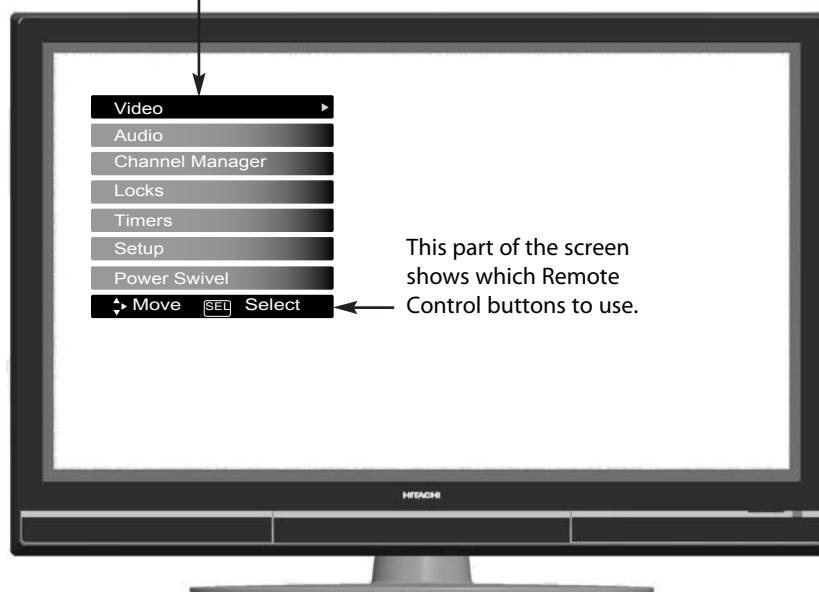 Video
Audio
Channel Manager
Locks
Timers
Setup
Power Swivel
Move SEL Select
This part of the screen
shows which Remote
Control buttons to use.
HITACHI